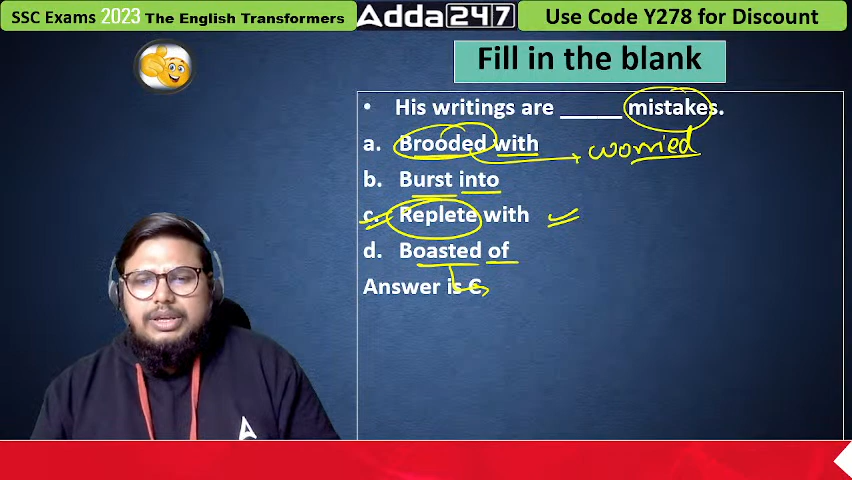 SSC Exams 2023 The English Transformers
Adda247
Use Code Y278 for Discount
Fill in the blank
• His writings are _____ mistakes.
a. Brooded with
worried
b. Burst into
c. Replete with
d. Boasted of
Answer is C